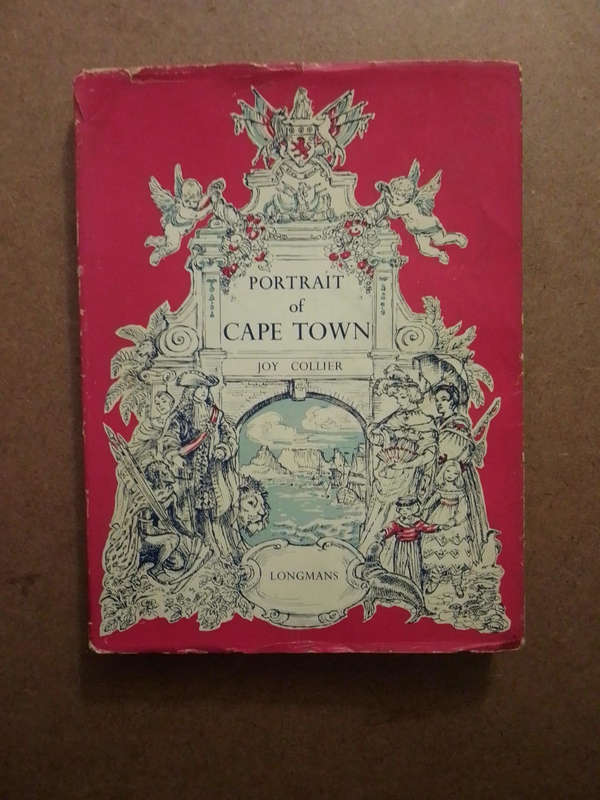 PORTRAIT
of
CAPE TOWN
JOY COLLIER
LONGMANS